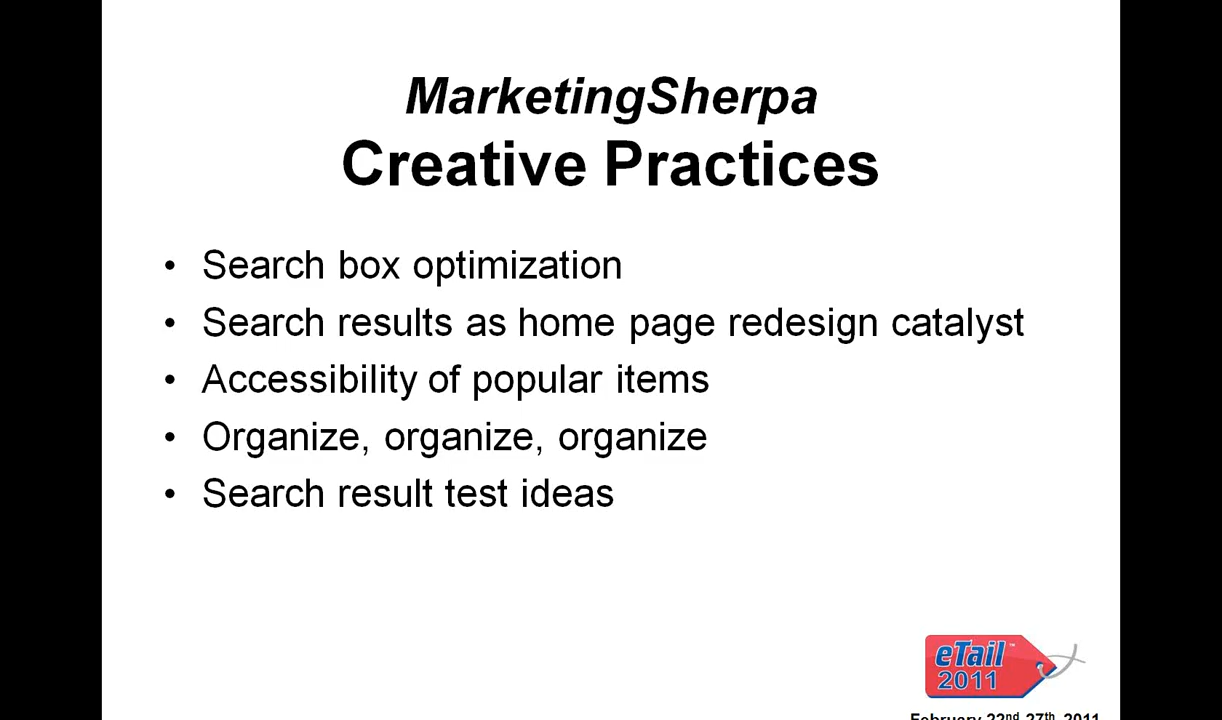 MarketingSherpa
Creative Practices
• Search box optimization
• Search results as home page redesign catalyst
• Accessibility of popular items
• Organize, organize, organize
• Search result test ideas
eTail™
2011
February 22nd-27th, 2011